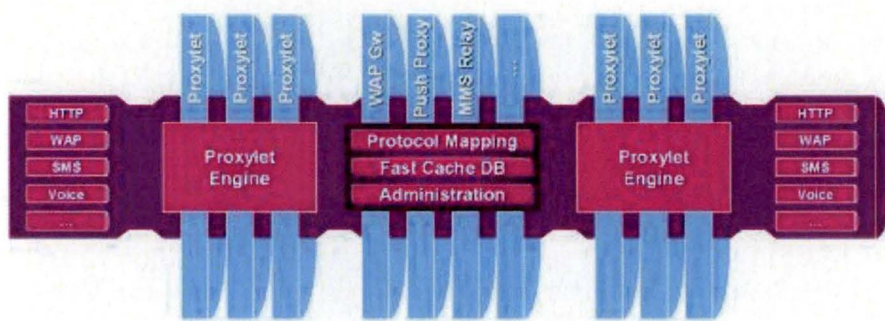 Proxylet
Proxylet
Proxylet
WAP Gw
Push Proxy
MMS Relay
...
Proxylet
Proxylet
Proxylet
HTTP
WAP
SMS
Voice
...
Proxylet
Engine
Protocol Mapping
Fast Cache DB
Administration
Proxylet
Engine
HTTP
WAP
SMS
Voice
...